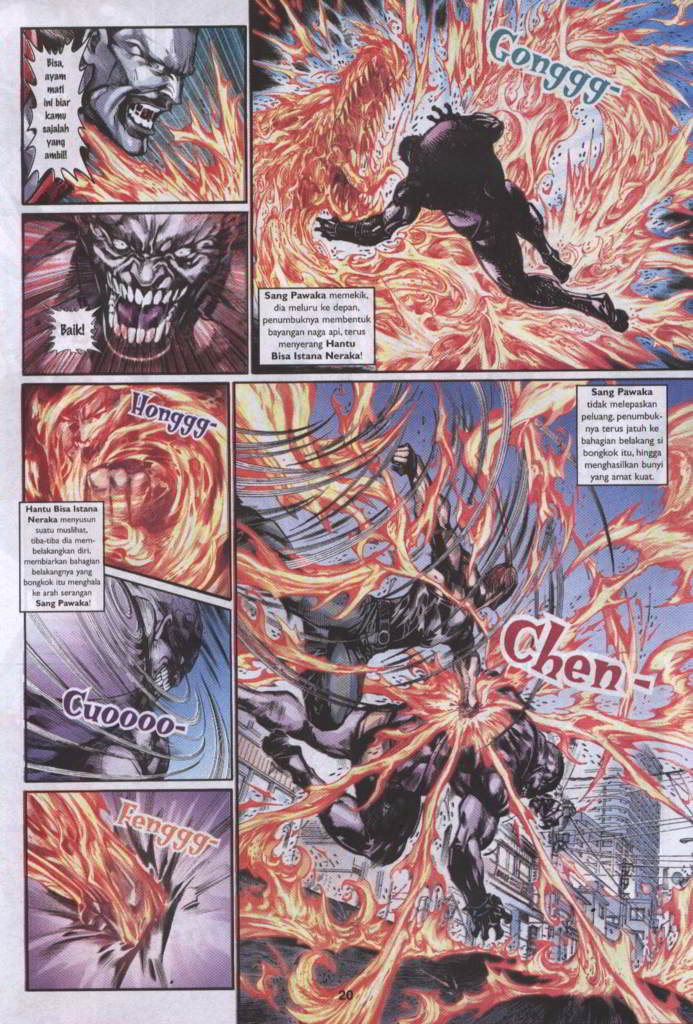 Bisa,
ayam
mati
ini biar
kamu
sajalah
yang
ambil!
Baik!
Gonggg-
Sang Pawaka memekik,
dia meluru ke depan,
penumbuknya membentuk
bayangan naga api, terus
menyerang Hantu
Bisa Istana Neraka!
Honggg-
Hantu Bisa Istana
Neraka menyusun
suatu muslihat,
tiba-tiba dia mem-
belakangkan diri,
membiarkan bahagian
belakangnya yang
bongkok itu menghala
ke arah serangan
Sang Pawaka!
Cuoooo-
Fenggg-
Sang Pawaka
tidak melepaskan
peluang, penumbuk-
nya terus jatuh ke
bahagian belakang si
bongkok itu, hingga
menghasilkan bunyi
yang amat kuat.
Chen-
20